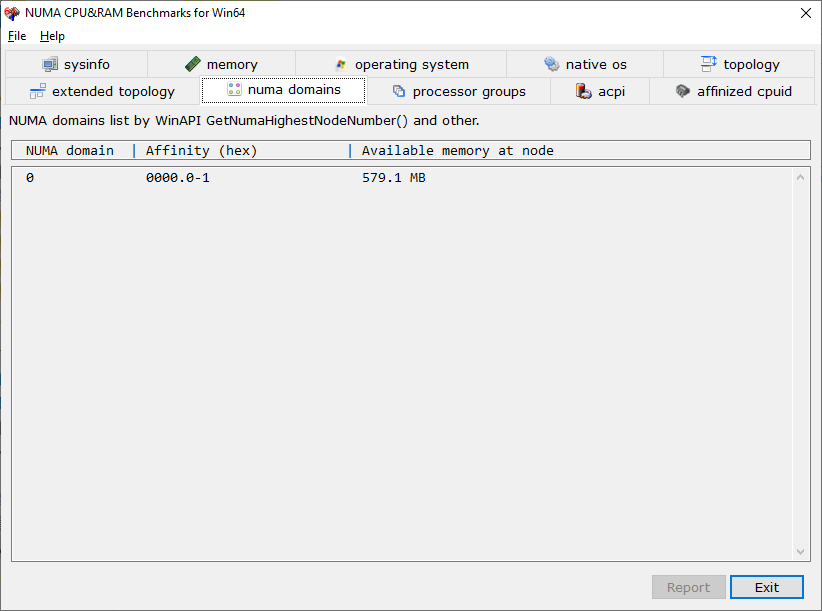 NUMA CPU&RAM Benchmarks for Win64
File Help
sysinfo memory operating system native os topology
extended topology numa domains processor groups acpi affinized cpuid
NUMA domains list by WinAPI GetNumaHighestNodeNumber() and other.
NUMA domain | Affinity (hex) | Available memory at node
0 0000.0-1 579.1 MB
Report Exit